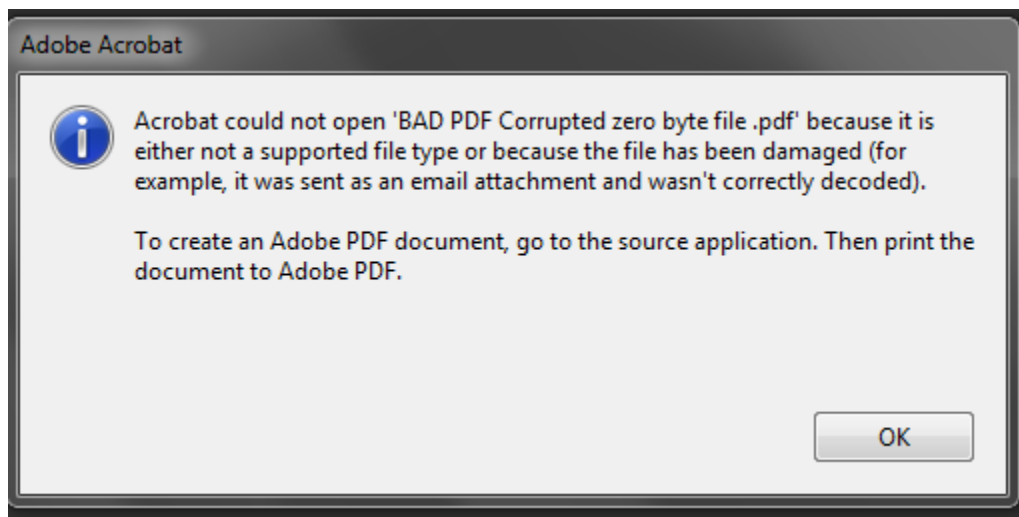 Adobe Acrobat
Acrobat could not open 'BAD PDF Corrupted zero byte file .pdf' because it is
either not a supported file type or because the file has been damaged (for
example, it was sent as an email attachment and wasn't correctly decoded).
To create an Adobe PDF document, go to the source application. Then print the
document to Adobe PDF.
OK